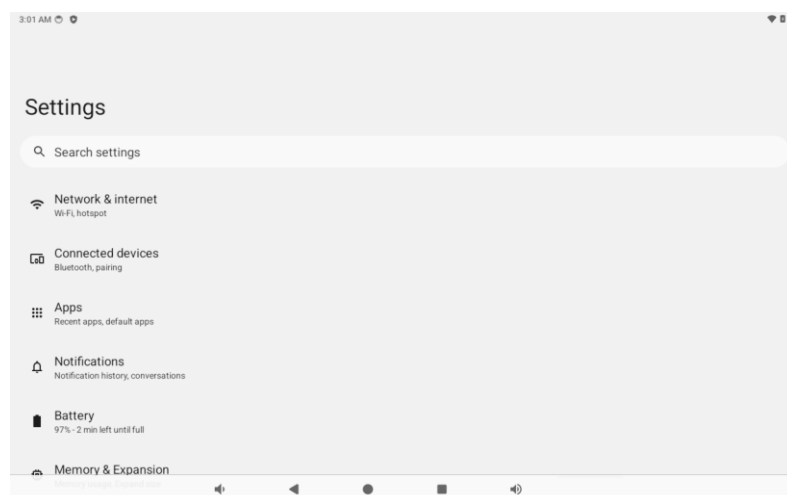 3:01 AM
Settings
Search settings
Network & internet
Wi-Fi, hotspot
Connected devices
Bluetooth, pairing
Apps
Recent apps, default apps
Notifications
Notification history, conversations
Battery
97% - 2 min left until full
Memory & Expansion